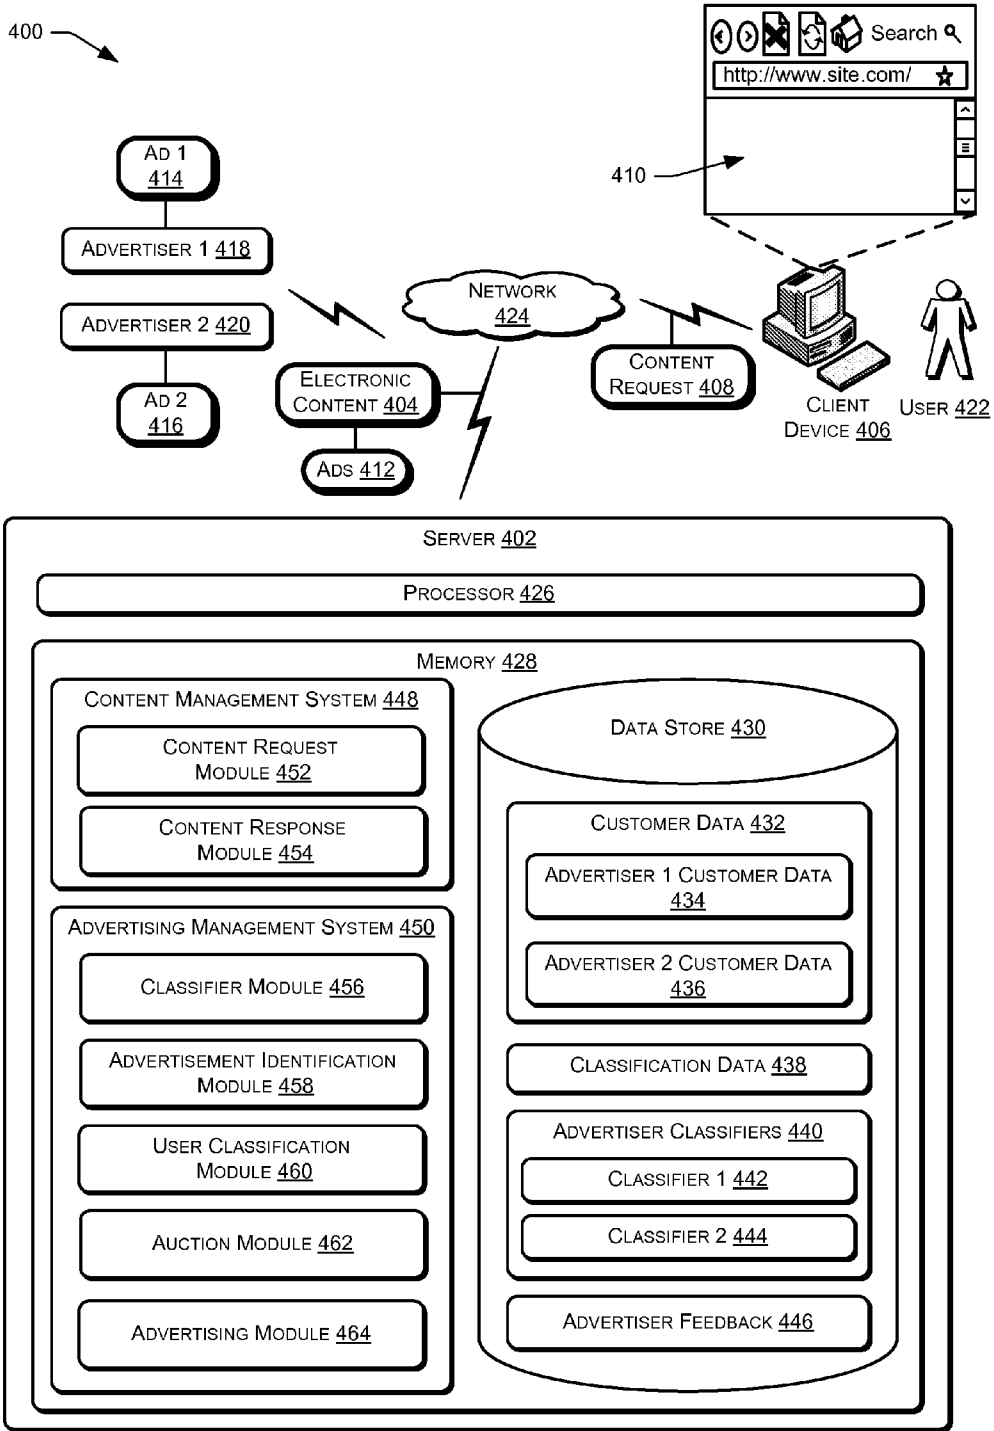 400
Search
http://www.site.com/
410
AD 1
414
ADVERTISER 1 418
ADVERTISER 2 420
AD 2
416
NETWORK
424
ELECTRONIC
CONTENT 404
ADS 412
CONTENT
REQUEST 408
CLIENT
DEVICE 406
USER 422
SERVER 402
PROCESSOR 426
MEMORY 428
CONTENT MANAGEMENT SYSTEM 448
CONTENT REQUEST
MODULE 452
CONTENT RESPONSE
MODULE 454
ADVERTISING MANAGEMENT SYSTEM 450
CLASSIFIER MODULE 456
ADVERTISEMENT IDENTIFICATION
MODULE 458
USER CLASSIFICATION
MODULE 460
AUCTION MODULE 462
ADVERTISING MODULE 464
DATA STORE 430
CUSTOMER DATA 432
ADVERTISER 1 CUSTOMER DATA
434
ADVERTISER 2 CUSTOMER DATA
436
CLASSIFICATION DATA 438
ADVERTISER CLASSIFIERS 440
CLASSIFIER 1 442
CLASSIFIER 2 444
ADVERTISER FEEDBACK 446